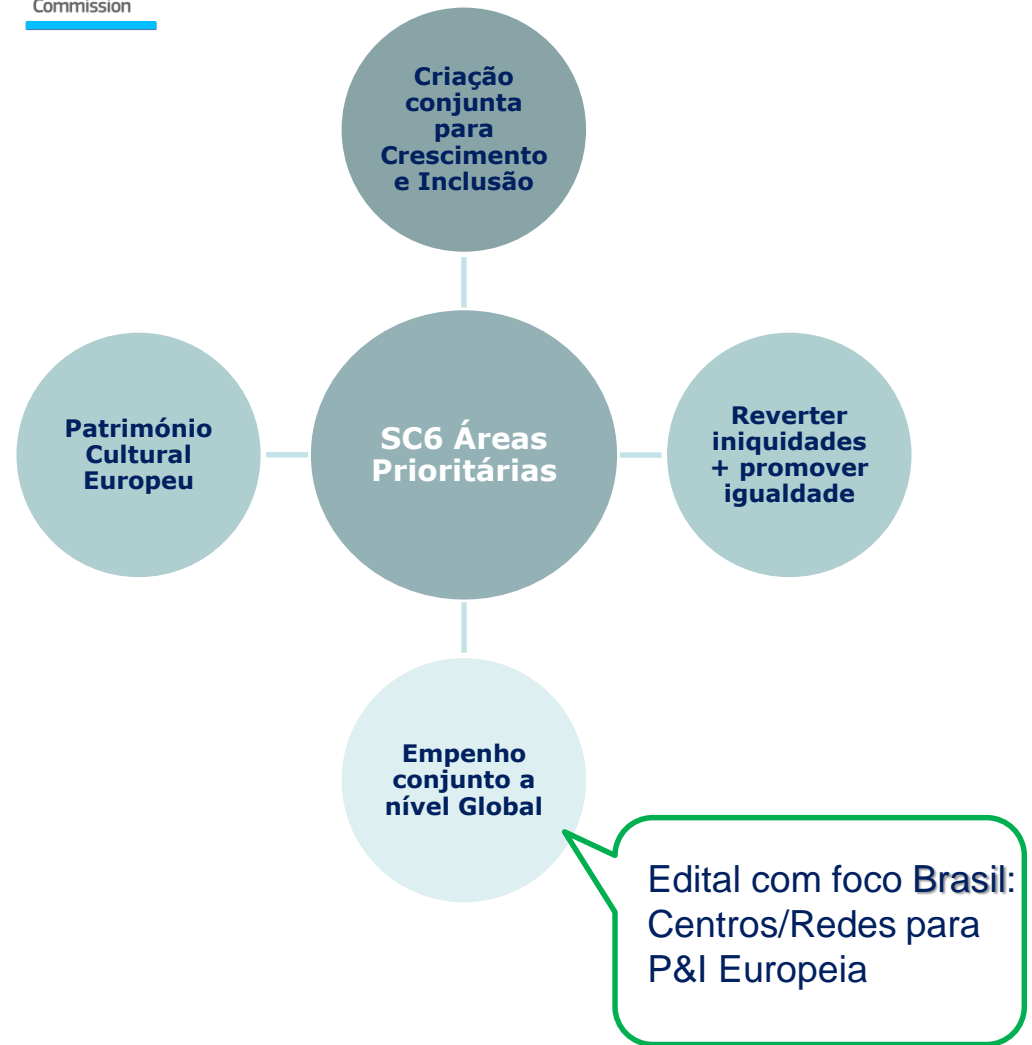 Commission
Criação
conjunta
para
Crescimento
e Inclusão
Património
Cultural
Europeu
SC6 Áreas
Prioritárias
Reverter
iniquidades
+ promover
igualdade
Empenho
conjunto a
nível Global
Edital com foco Brasil:
Centros/Redes para
P&I Europeia